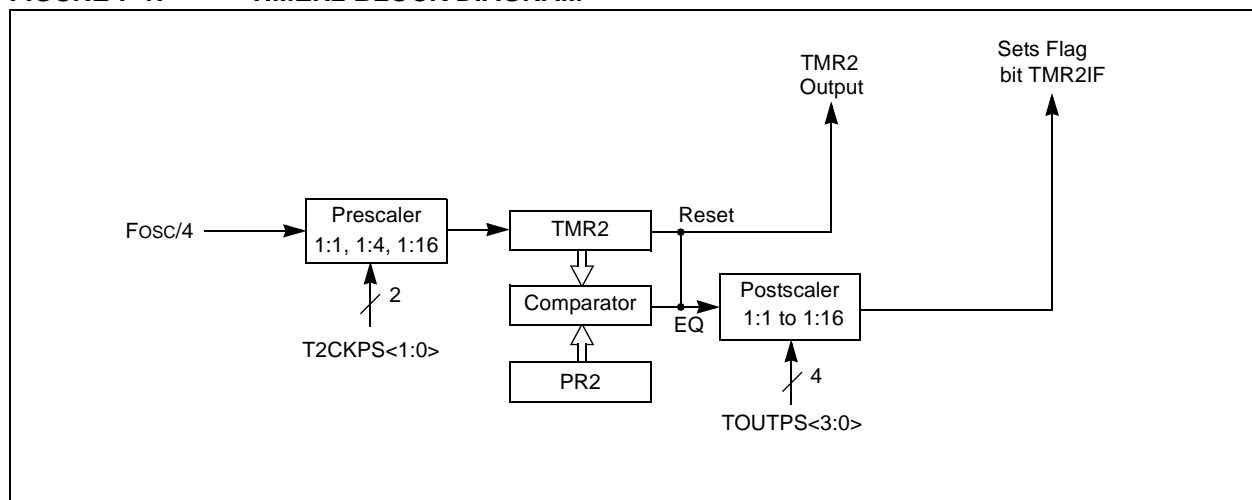 TMR2
Output
Sets Flag
bit TMR2IF
FOSC/4
Prescaler
1:1, 1:4, 1:16
2
T2CKPS<1:0>
TMR2
Reset
Comparator
EQ
PR2
Postscaler
1:1 to 1:16
4
TOUTPS<3:0>